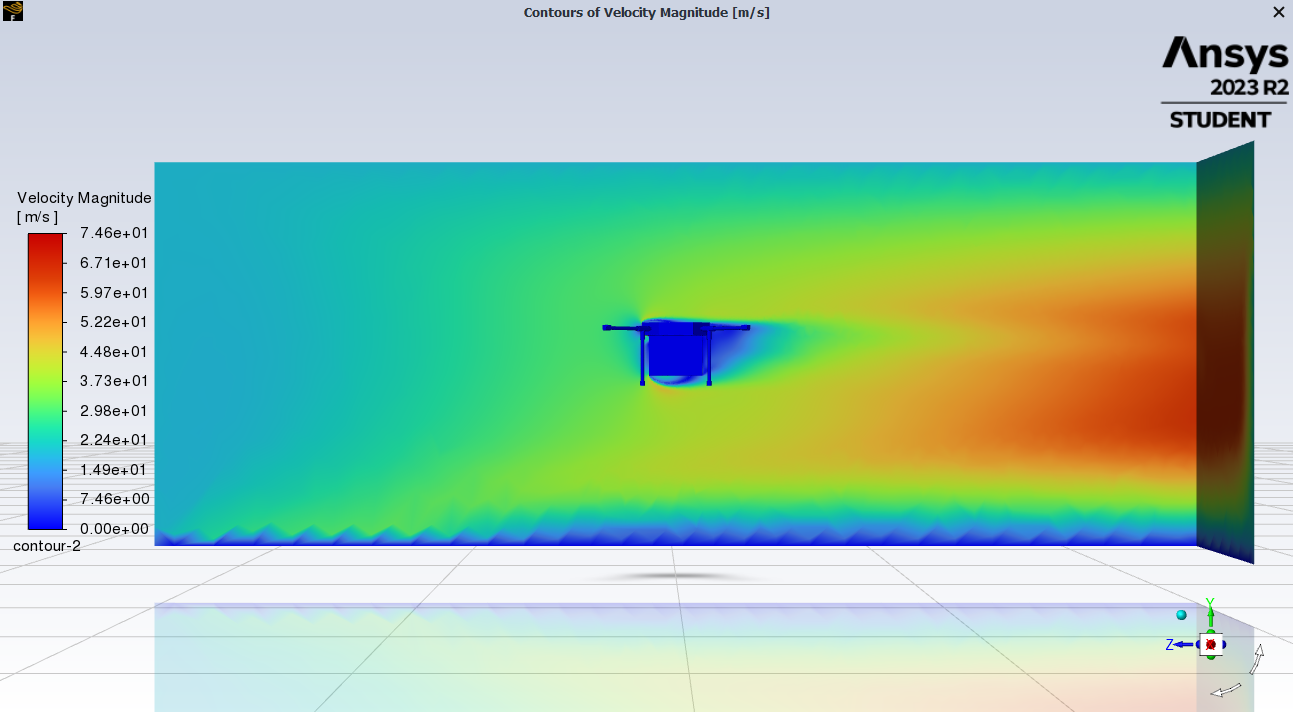 F
Contours of Velocity Magnitude [m/s]
Ansys
2023 R2
STUDENT
Velocity Magnitude
[ m/s ]
7.46e+01
6.71e+01
5.97e+01
5.22e+01
4.48e+01
3.73e+01
2.98e+01
2.24e+01
1.49e+01
7.46e+00
0.00e+00
contour-2
Y
Z